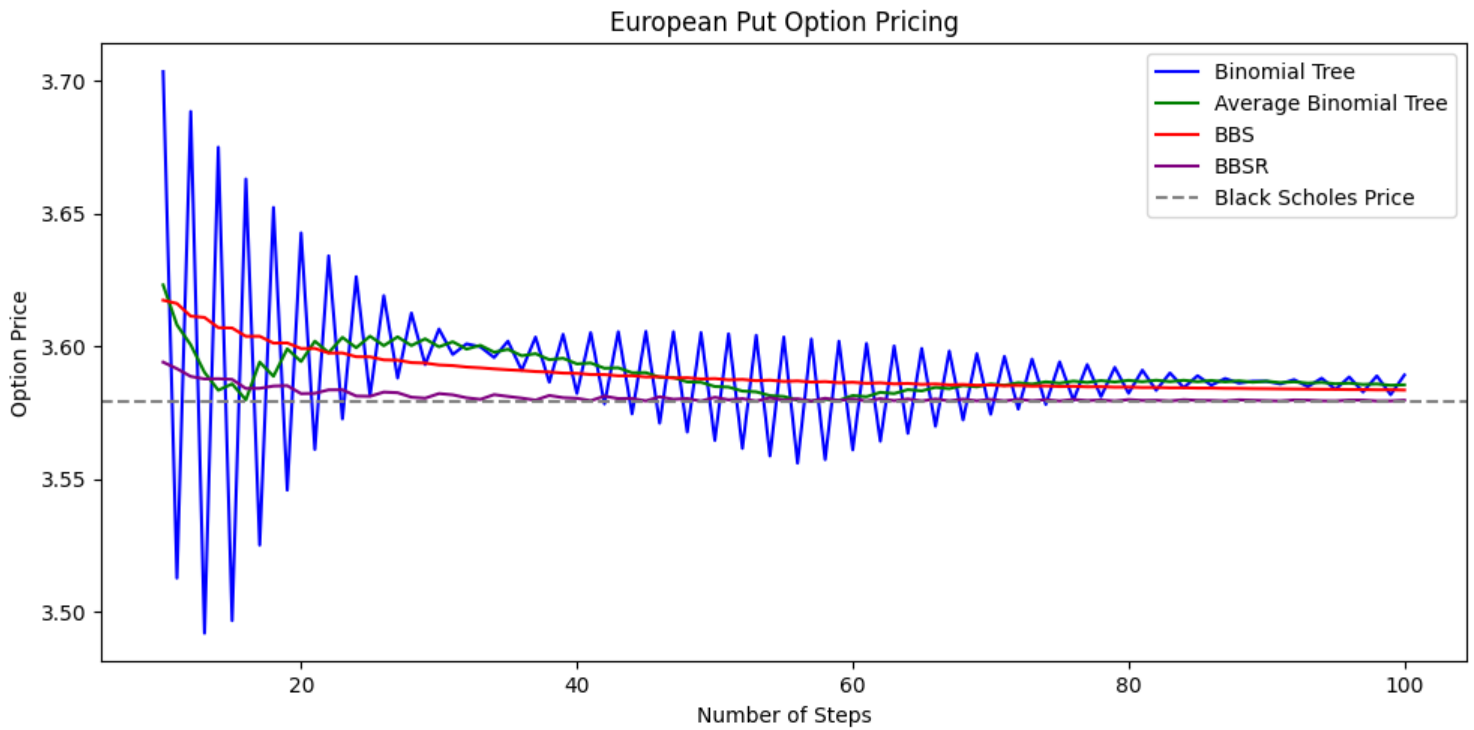 European Put Option Pricing
Option Price
3.70
3.65
3.60
3.55
3.50
Binomial Tree
Average Binomial Tree
BBS
BBSR
Black Scholes Price
20
40
60
80
100
Number of Steps